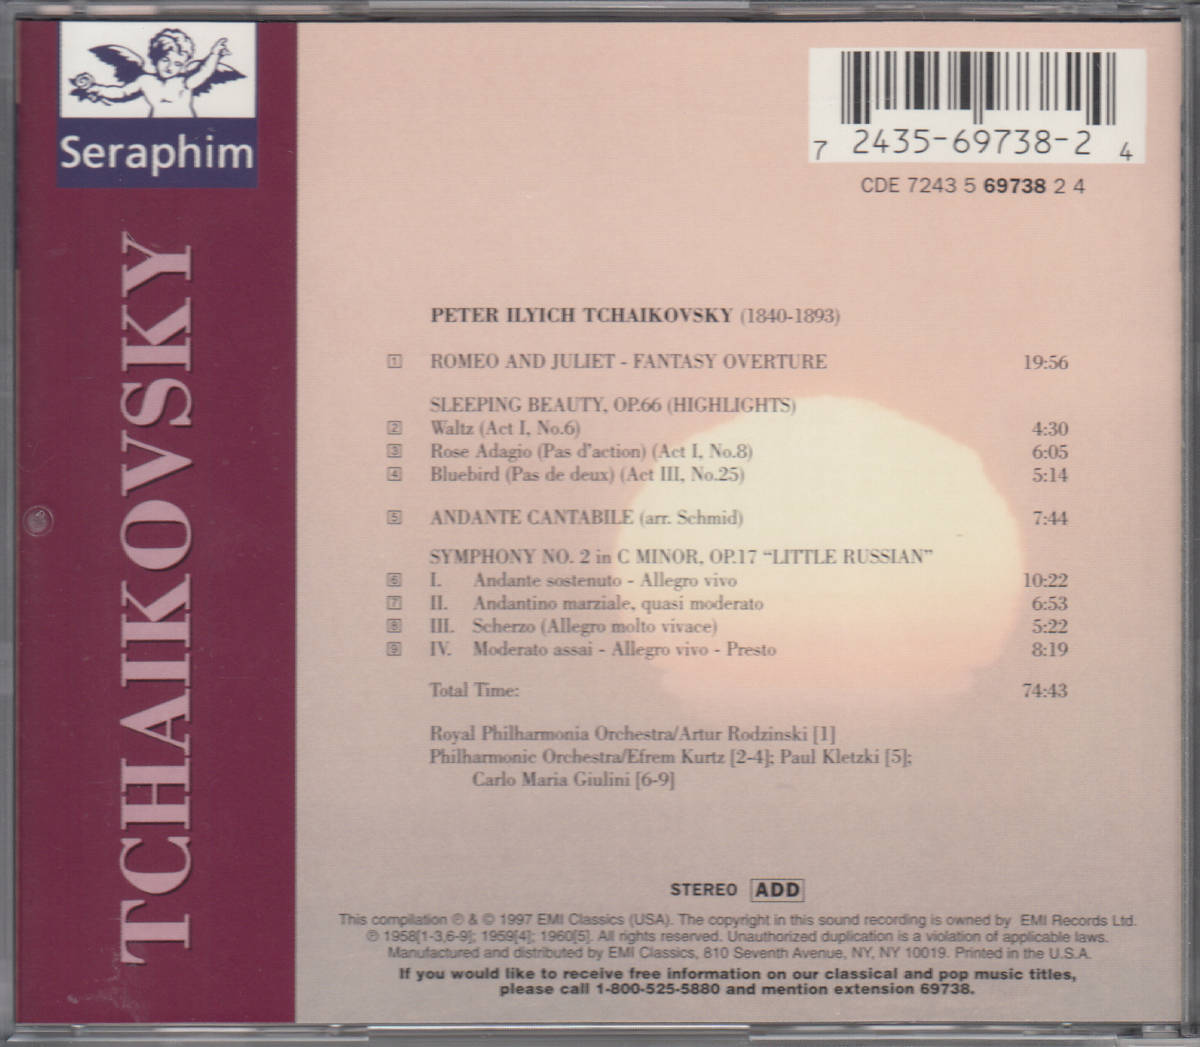 Seraphim
TCHAIKOVSKY
7 2435-69738-2 4
CDE 7243 5 69738 2 4
PETER ILYICH TCHAIKOVSKY (1840-1893)
1 ROMEO AND JULIET - FANTASY OVERTURE 19:56
SLEEPING BEAUTY, OP.66 (HIGHLIGHTS)
2 Waltz (Act I, No.6) 4:30
3 Rose Adagio (Pas d'action) (Act I, No.8) 6:05
4 Bluebird (Pas de deux) (Act III, No.25) 5:14
5 ANDANTE CANTABILE (arr. Schmid) 7:44
SYMPHONY NO. 2 in C MINOR, OP.17 "LITTLE RUSSIAN"
6 I. Andante sostenuto - Allegro vivo 10:22
7 II. Andantino marziale, quasi moderato 6:53
8 III. Scherzo (Allegro molto vivace) 5:22
9 IV. Moderato assai - Allegro vivo - Presto 8:19
Total Time: 74:43
Royal Philharmonia Orchestra/Artur Rodzinski [1]
Philharmonic Orchestra/Efrem Kurtz [2-4]; Paul Kletzki [5];
Carlo Maria Giulini [6-9]
STEREO ADD
This compilation ℗ & © 1997 EMI Classics (USA). The copyright in this sound recording is owned by EMI Records Ltd.
℗ 1958[1-3,6-9]; 1959[4]; 1960[5]. All rights reserved. Unauthorized duplication is a violation of applicable laws.
Manufactured and distributed by EMI Classics, 810 Seventh Avenue, NY, NY 10019. Printed in the U.S.A.
If you would like to receive free information on our classical and pop music titles,
please call 1-800-525-5880 and mention extension 69738.